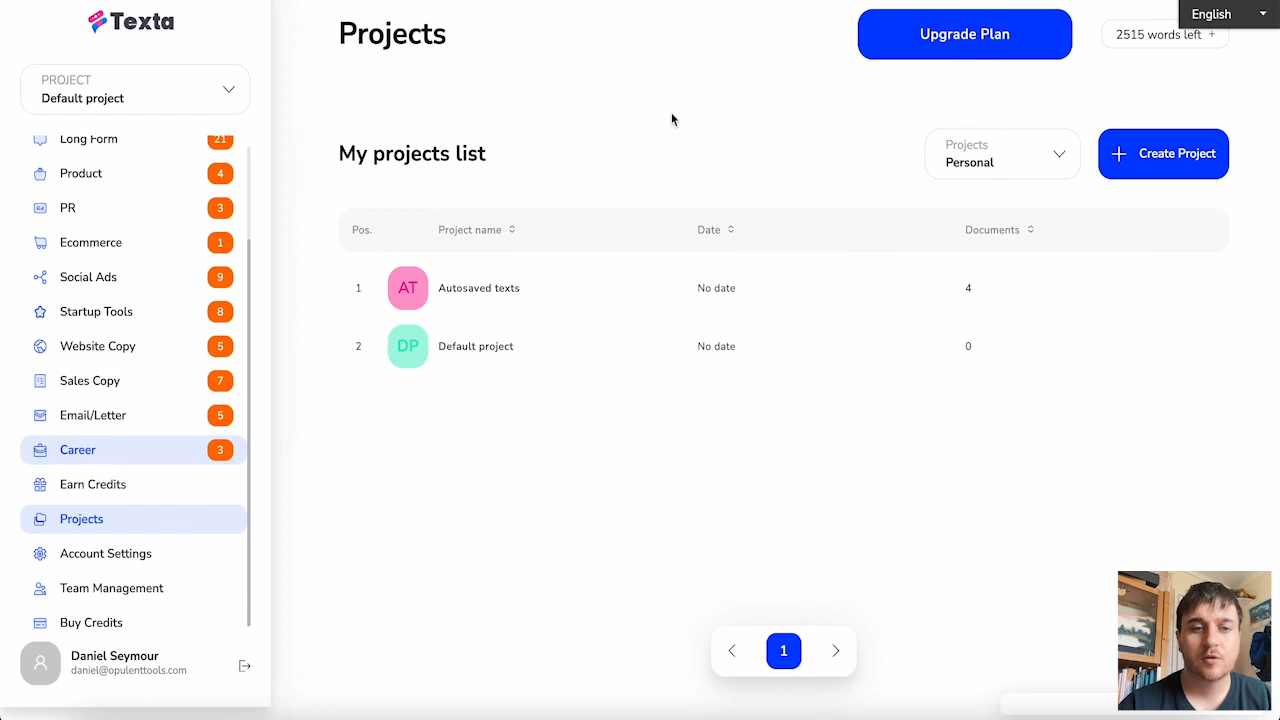 Texta
PROJECT
Default project
Long Form 21
Product 4
PR 3
Ecommerce 1
Social Ads 9
Startup Tools 8
Website Copy 5
Sales Copy 7
Email/Letter 5
Career 3
Earn Credits
Projects
Account Settings
Team Management
Buy Credits
Daniel Seymour
daniel@opulenttools.com
Projects
Upgrade Plan
English
2515 words left +
My projects list
Projects
Personal
+ Create Project
Pos. Project name Date Documents
1 AT Autosaved texts No date 4
2 DP Default project No date 0
1